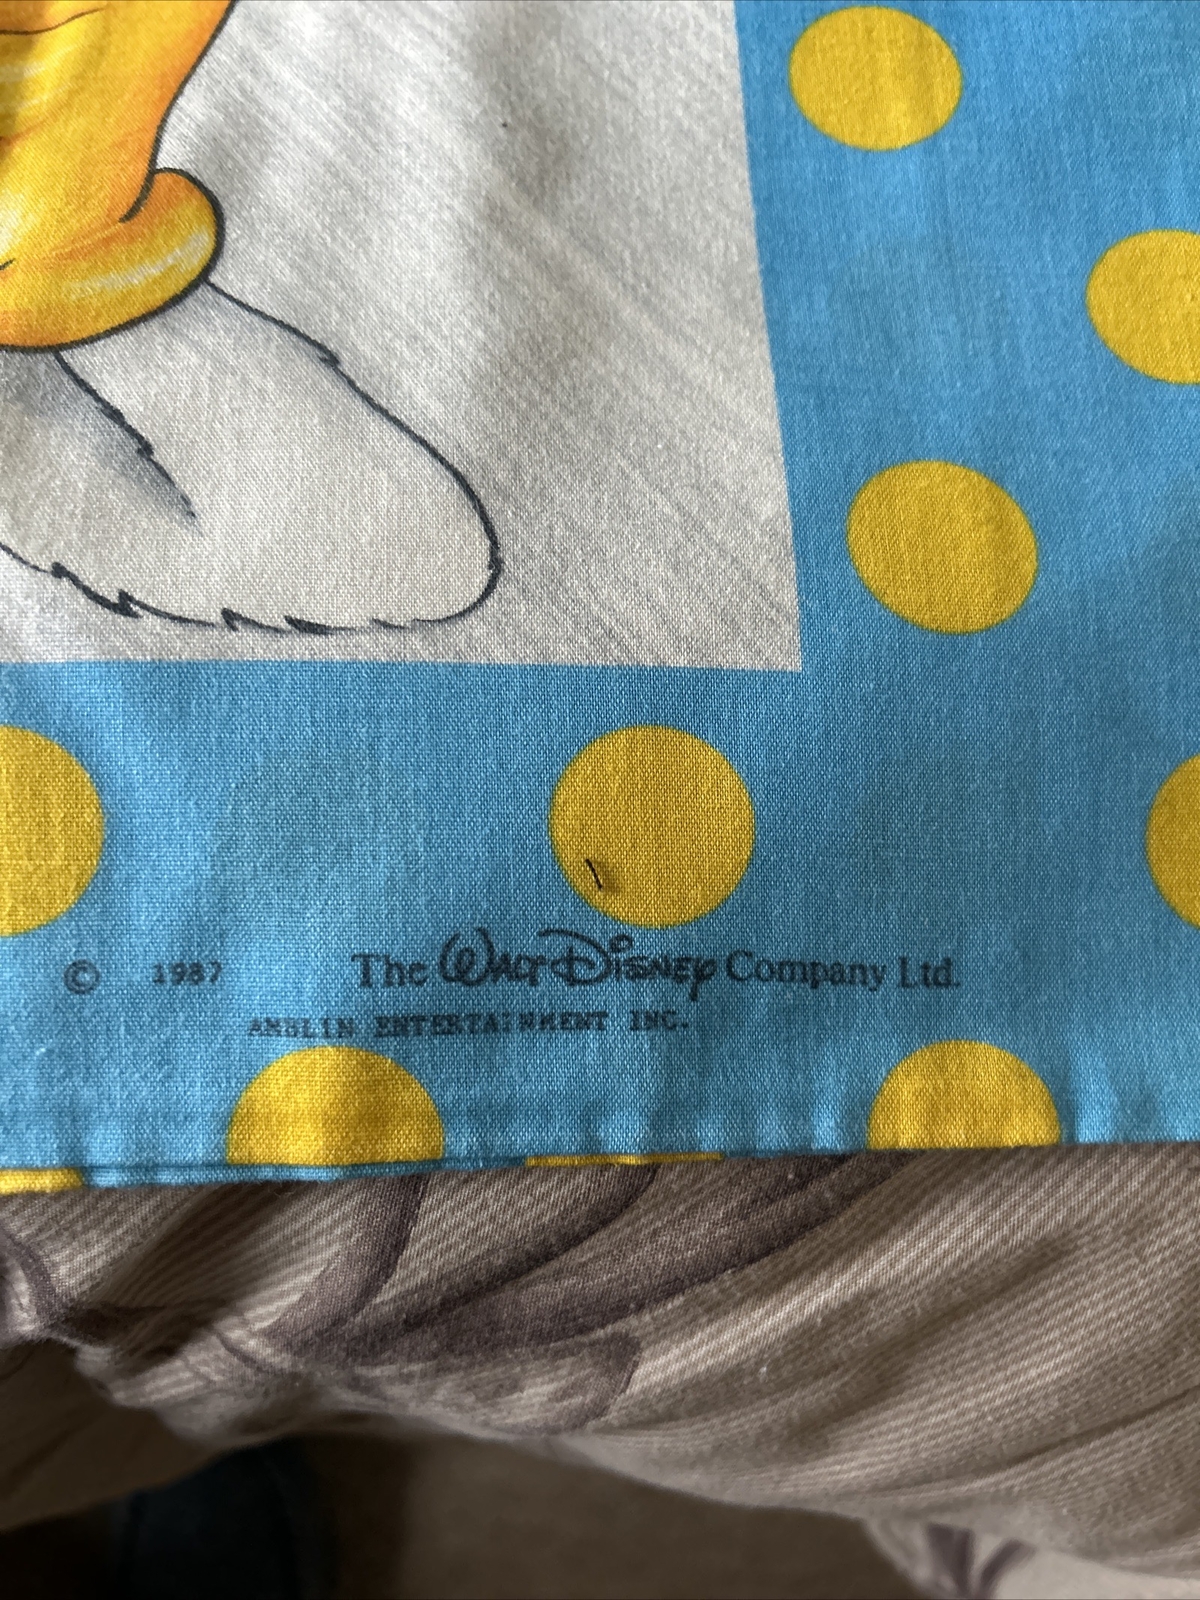 © 1987 The Walt Disney Company Ltd.
AMBLIN ENTERTAINMENT INC.